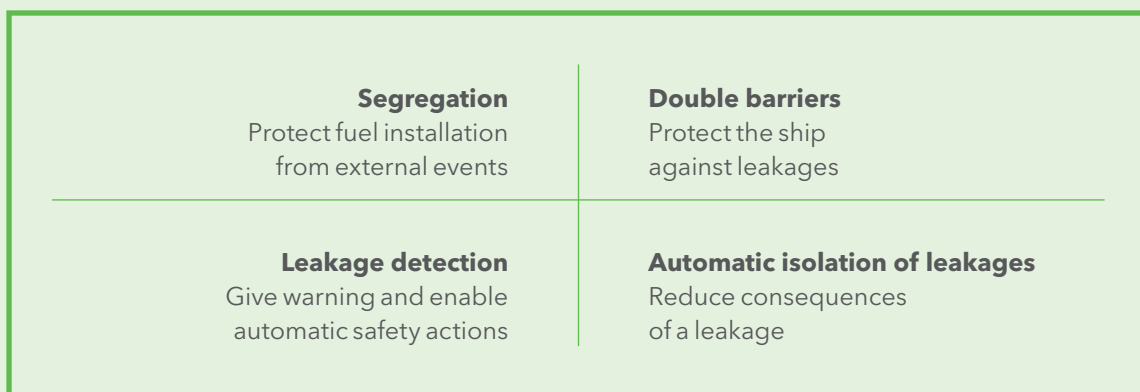 Segregation
Protect fuel installation
from external events
Double barriers
Protect the ship
against leakages
Leakage detection
Give warning and enable
automatic safety actions
Automatic isolation of leakages
Reduce consequences
of a leakage